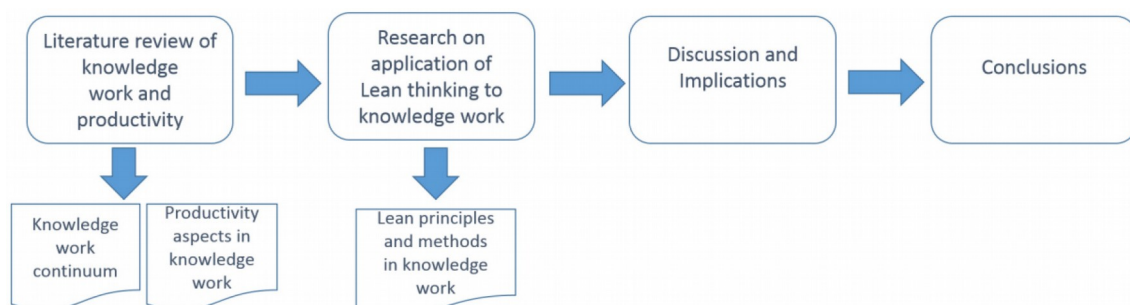 Literature review of
knowledge
work and
productivity
Research on
application of
Lean thinking to
knowledge work
Discussion and
Implications
Conclusions
Knowledge
work
continuum
Productivity
aspects in
knowledge
work
Lean principles
and methods
in knowledge
work